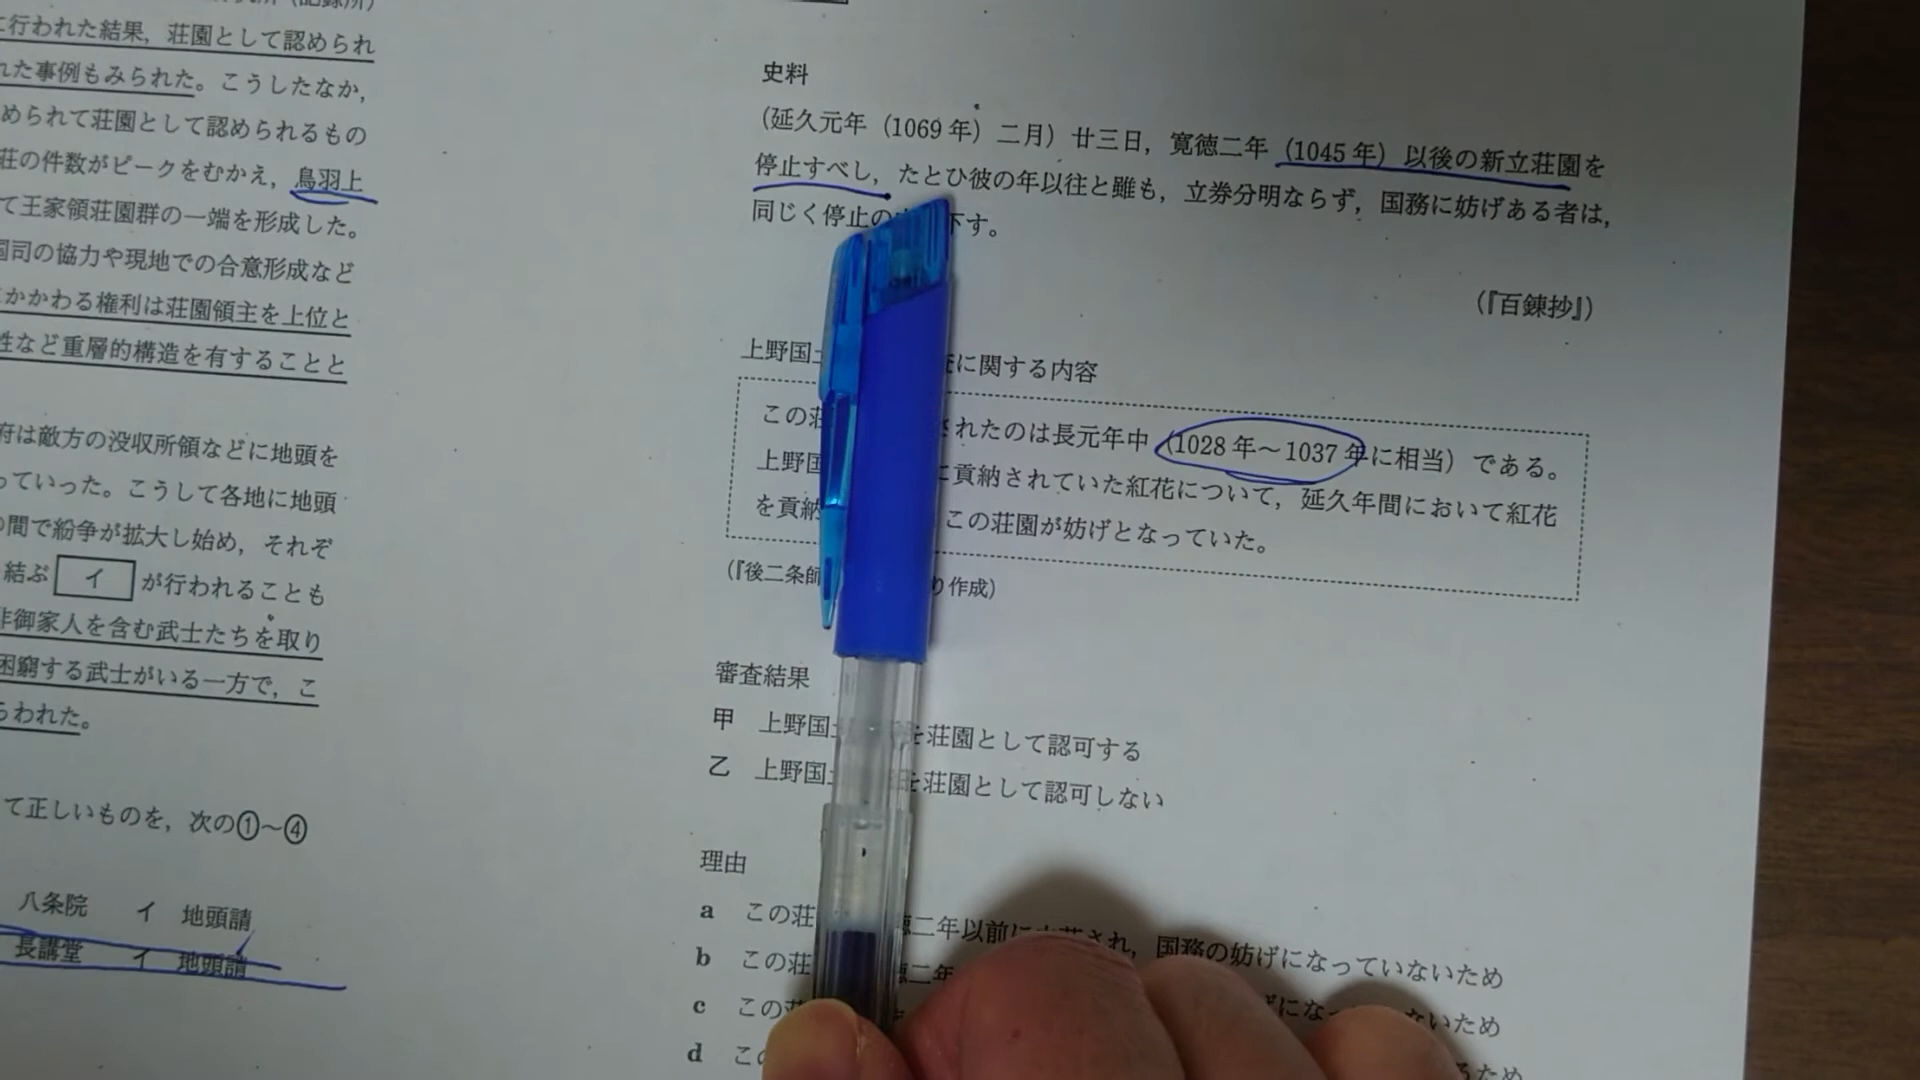 (記録所)
に行われた結果，荘園として認められ
れた事例もみられた。こうしたなか，
められて荘園として認められるもの
荘の件数がピークをむかえ，鳥羽上
て王家領荘園群の一端を形成した。
国司の協力や現地での合意形成など
かかわる権利は荘園領主を上位と
性など重層的構造を有することと
府は敵方の没収所領などに地頭を
っていった。こうして各地に地頭
間で紛争が拡大し始め，それぞ
結ぶ イ が行われることも
非御家人を含む武士たちを取り
困窮する武士がいる一方で，こ
らわれた。
て正しいものを，次の①〜④
八条院 イ 地頭請
長講堂 イ 地頭請
史料
(延久元年 (1069 年) 二月) 廿三日，寛徳二年 (1045 年) 以後の新立荘園を
停止すべし，たとひ彼の年以往と雖も，立券分明ならず，国務に妨げある者は，
同じく停止の 下す。
(『百錬抄』)
上野国 に関する内容
この荘 されたのは長元年中 (1028 年〜1037 年に相当) である。
上野国 に貢納されていた紅花について，延久年間において紅花
を貢納 この荘園が妨げとなっていた。
(『後二条師 り作成)
審査結果
甲 上野国 を荘園として認可する
乙 上野国 を荘園として認可しない
理由
a この荘 徳二年以前に され，国務の妨げになっていないため
b この荘 徳二年
c この ないため
d こ るため